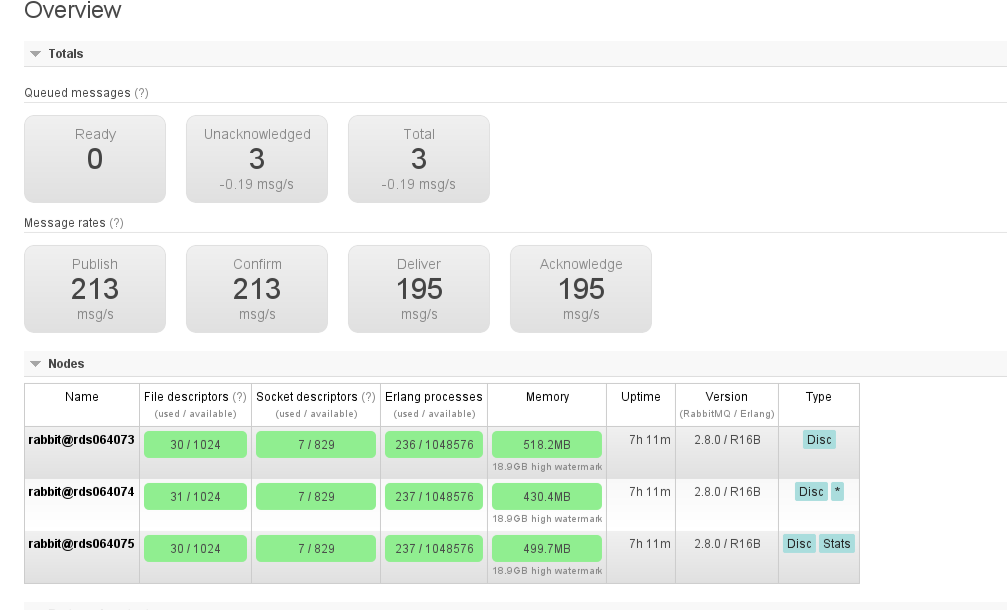 Overview
Totals
Queued messages (?)
Ready Unacknowledged Total
0 3 3
-0.19 msg/s -0.19 msg/s
Message rates (?)
Publish Confirm Deliver Acknowledge
213 213 195 195
msg/s msg/s msg/s msg/s
Nodes
Name File descriptors (?) Socket descriptors (?) Erlang processes Memory Uptime Version Type
(used / available) (used / available) (used / available) (RabbitMQ / Erlang)
rabbit@rds064073 30 / 1024 7 / 829 236 / 1048576 518.2MB 7h 11m 2.8.0 / R16B Disc
18.9GB high watermark
rabbit@rds064074 31 / 1024 7 / 829 237 / 1048576 430.4MB 7h 11m 2.8.0 / R16B Disc *
18.9GB high watermark
rabbit@rds064075 30 / 1024 7 / 829 237 / 1048576 499.7MB 7h 11m 2.8.0 / R16B Disc Stats
18.9GB high watermark